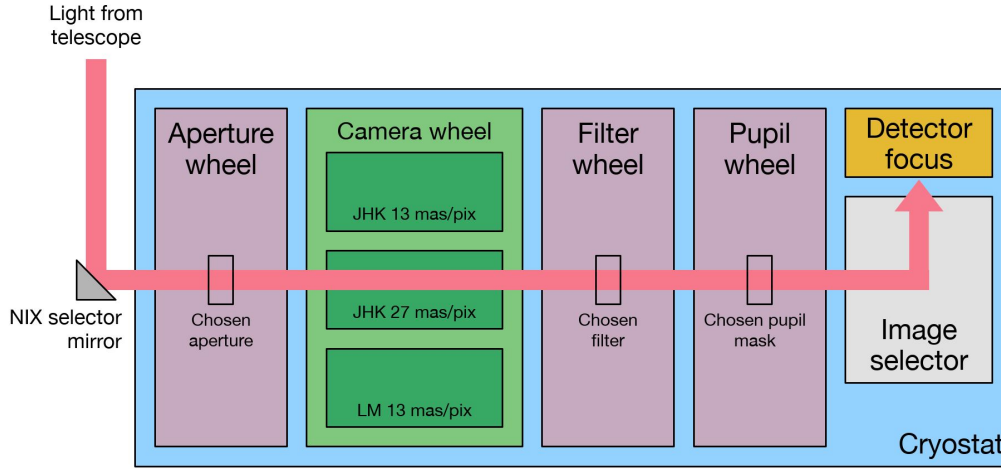 Light from
telescope
Aperture
wheel
Camera wheel
Filter
wheel
Pupil
wheel
Detector
focus
JHK 13 mas/pix
JHK 27 mas/pix
LM 13 mas/pix
NIX selector
mirror
Chosen
aperture
Chosen
filter
Chosen pupil
mask
Image
selector
Cryostat